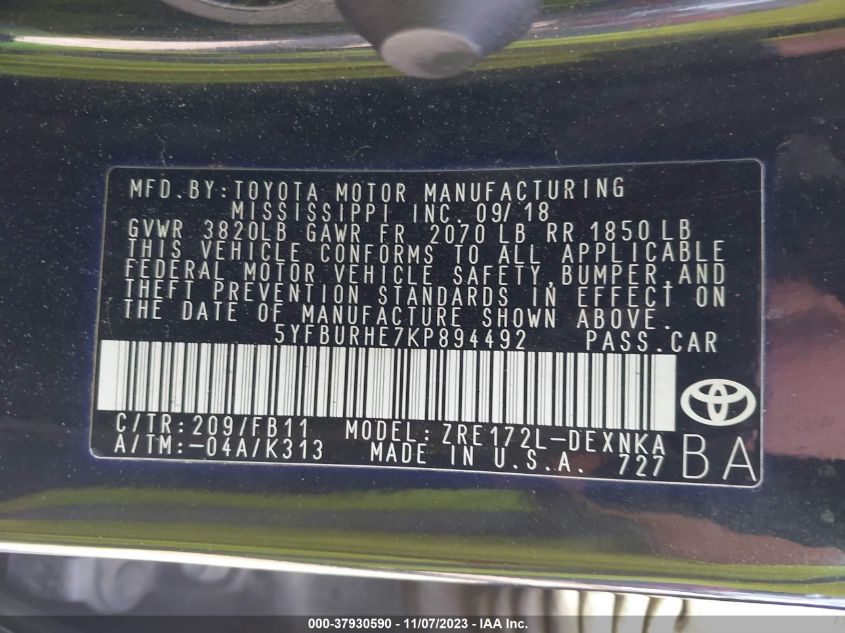 MFD.BY:TOYOTA MOTOR MANUFACTURING
MISSISSIPPI INC. 09/18
GVWR 3820LB GAWR FR 2070 LB RR 1850 LB
THIS VEHICLE CONFORMS TO ALL APPLICABLE
FEDERAL MOTOR VEHICLE SAFETY,BUMPER,AND
THEFT PREVENTION STANDARDS IN EFFECT ON
THE DATE OF MANUFACTURE SHOWN ABOVE.
5YFBURHE7KP894492 PASS.CAR
C/TR:209/FB11 MODEL:ZRE172L-DEXNKA
A/TM:-04A/K313 MADE IN U.S.A. 727 BA
000-37930590 — 11/07/2023 — IAA Inc.